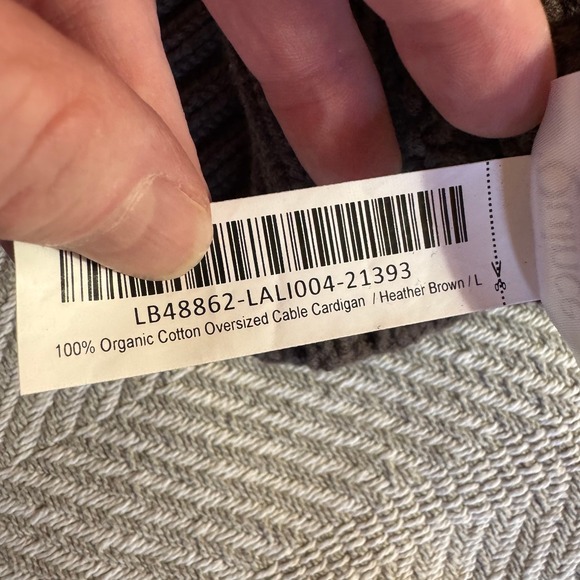 LB48862-LALI004-21393
100% Organic Cotton Oversized Cable Cardigan / Heather Brown / L